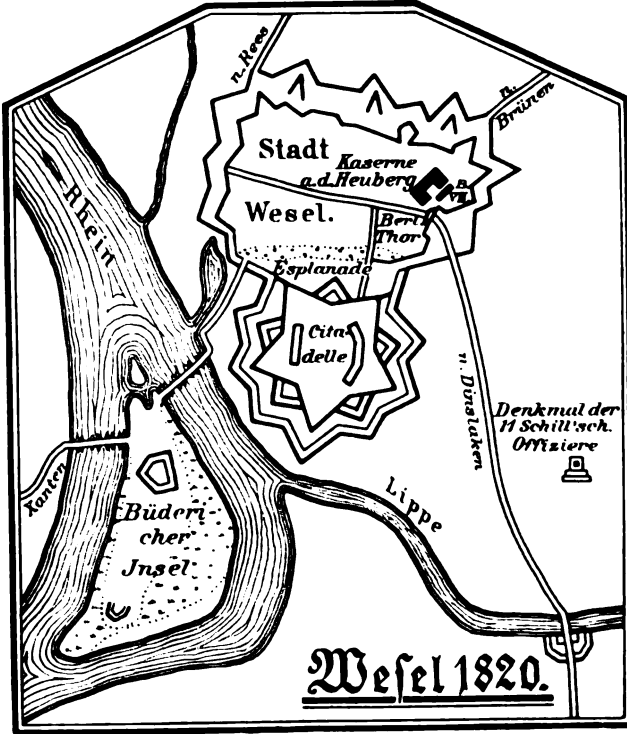 n. Rees
n.
Brünen
Stadt
Kaserne
a.d. Heuberg
B.
VIII
Wesel.
Berl.
Thor
Rhein
Esplanade
Cita-
delle
n. Dinslaken
Denkmal der
11 Schill'sch.
Offiziere
Xanten
Lippe
Büderi-
cher
Jnsel
Weſel 1820.